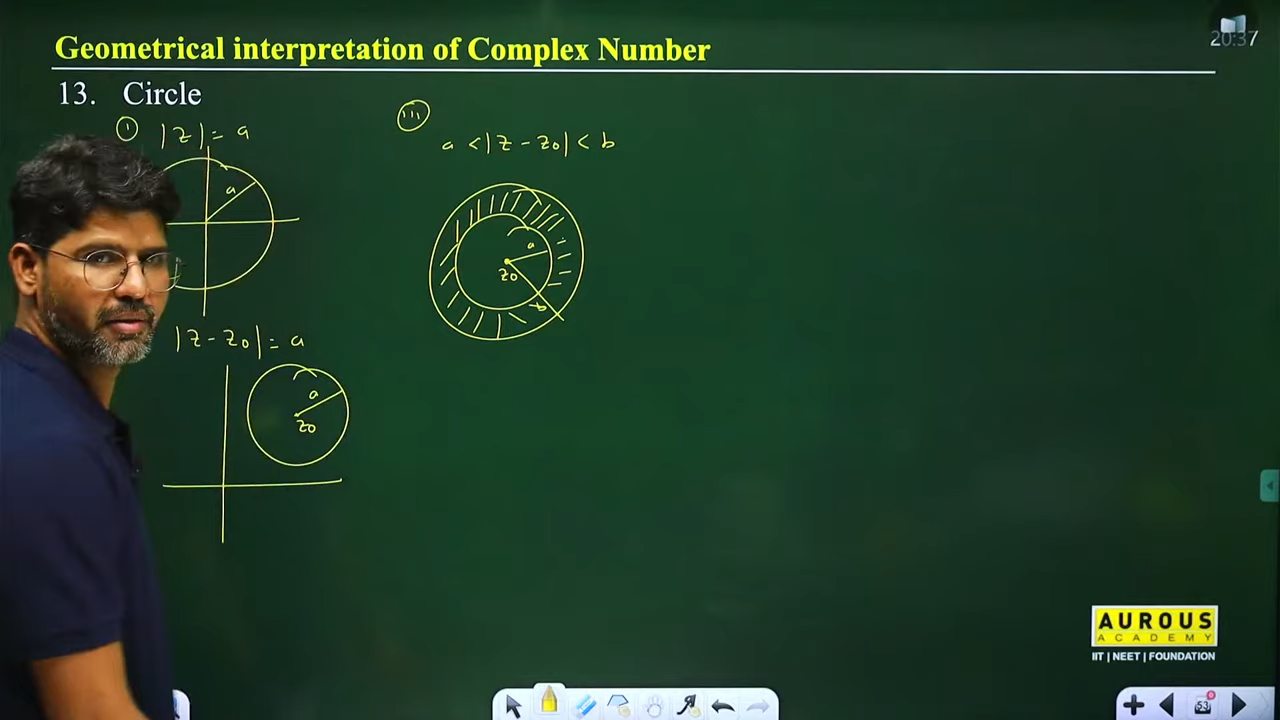 20:37
Geometrical interpretation of Complex Number
13. Circle
(i) |z| = a
a
|z - z0| = a
a
z0
(iii)
a < |z - z0| < b
a
z0
b
AUROUS
ACADEMY
IIT | NEET | FOUNDATION
53